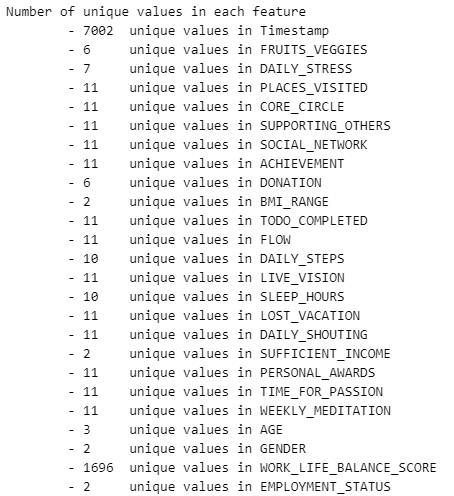 Number of unique values in each feature
- 7002 unique values in Timestamp
- 6 unique values in FRUITS_VEGGIES
- 7 unique values in DAILY_STRESS
- 11 unique values in PLACES_VISITED
- 11 unique values in CORE_CIRCLE
- 11 unique values in SUPPORTING_OTHERS
- 11 unique values in SOCIAL_NETWORK
- 11 unique values in ACHIEVEMENT
- 6 unique values in DONATION
- 2 unique values in BMI_RANGE
- 11 unique values in TODO_COMPLETED
- 11 unique values in FLOW
- 10 unique values in DAILY_STEPS
- 11 unique values in LIVE_VISION
- 10 unique values in SLEEP_HOURS
- 11 unique values in LOST_VACATION
- 11 unique values in DAILY_SHOUTING
- 2 unique values in SUFFICIENT_INCOME
- 11 unique values in PERSONAL_AWARDS
- 11 unique values in TIME_FOR_PASSION
- 11 unique values in WEEKLY_MEDITATION
- 3 unique values in AGE
- 2 unique values in GENDER
- 1696 unique values in WORK_LIFE_BALANCE_SCORE
- 2 unique values in EMPLOYMENT_STATUS